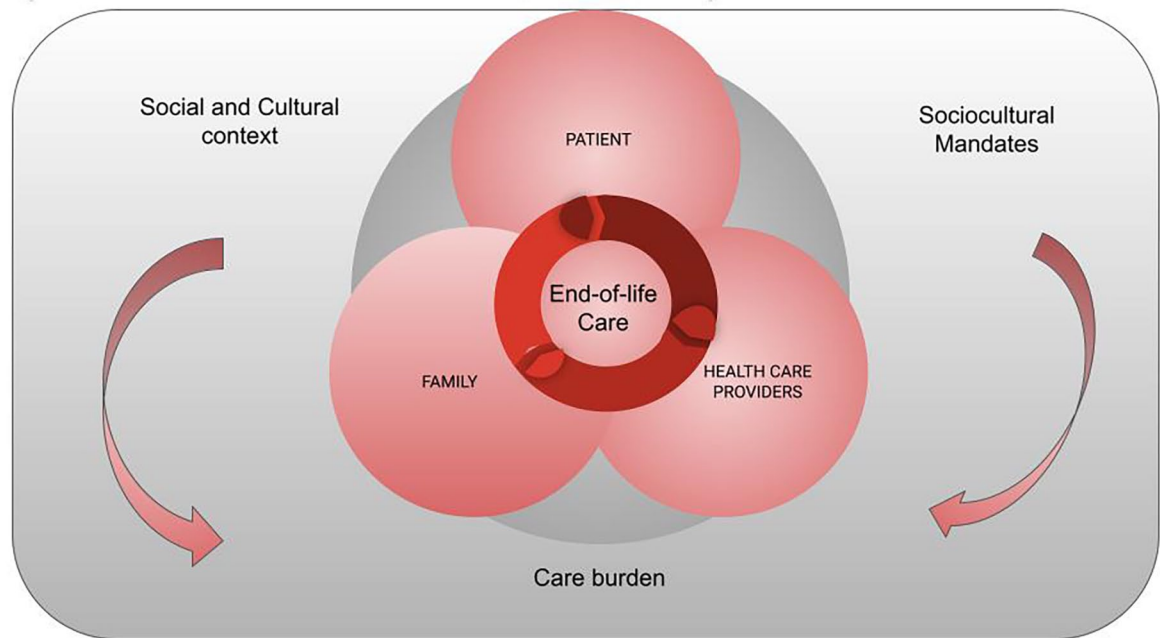 Social and Cultural
context
Sociocultural
Mandates
PATIENT
End-of-life
Care
FAMILY
HEALTH CARE
PROVIDERS
Care burden